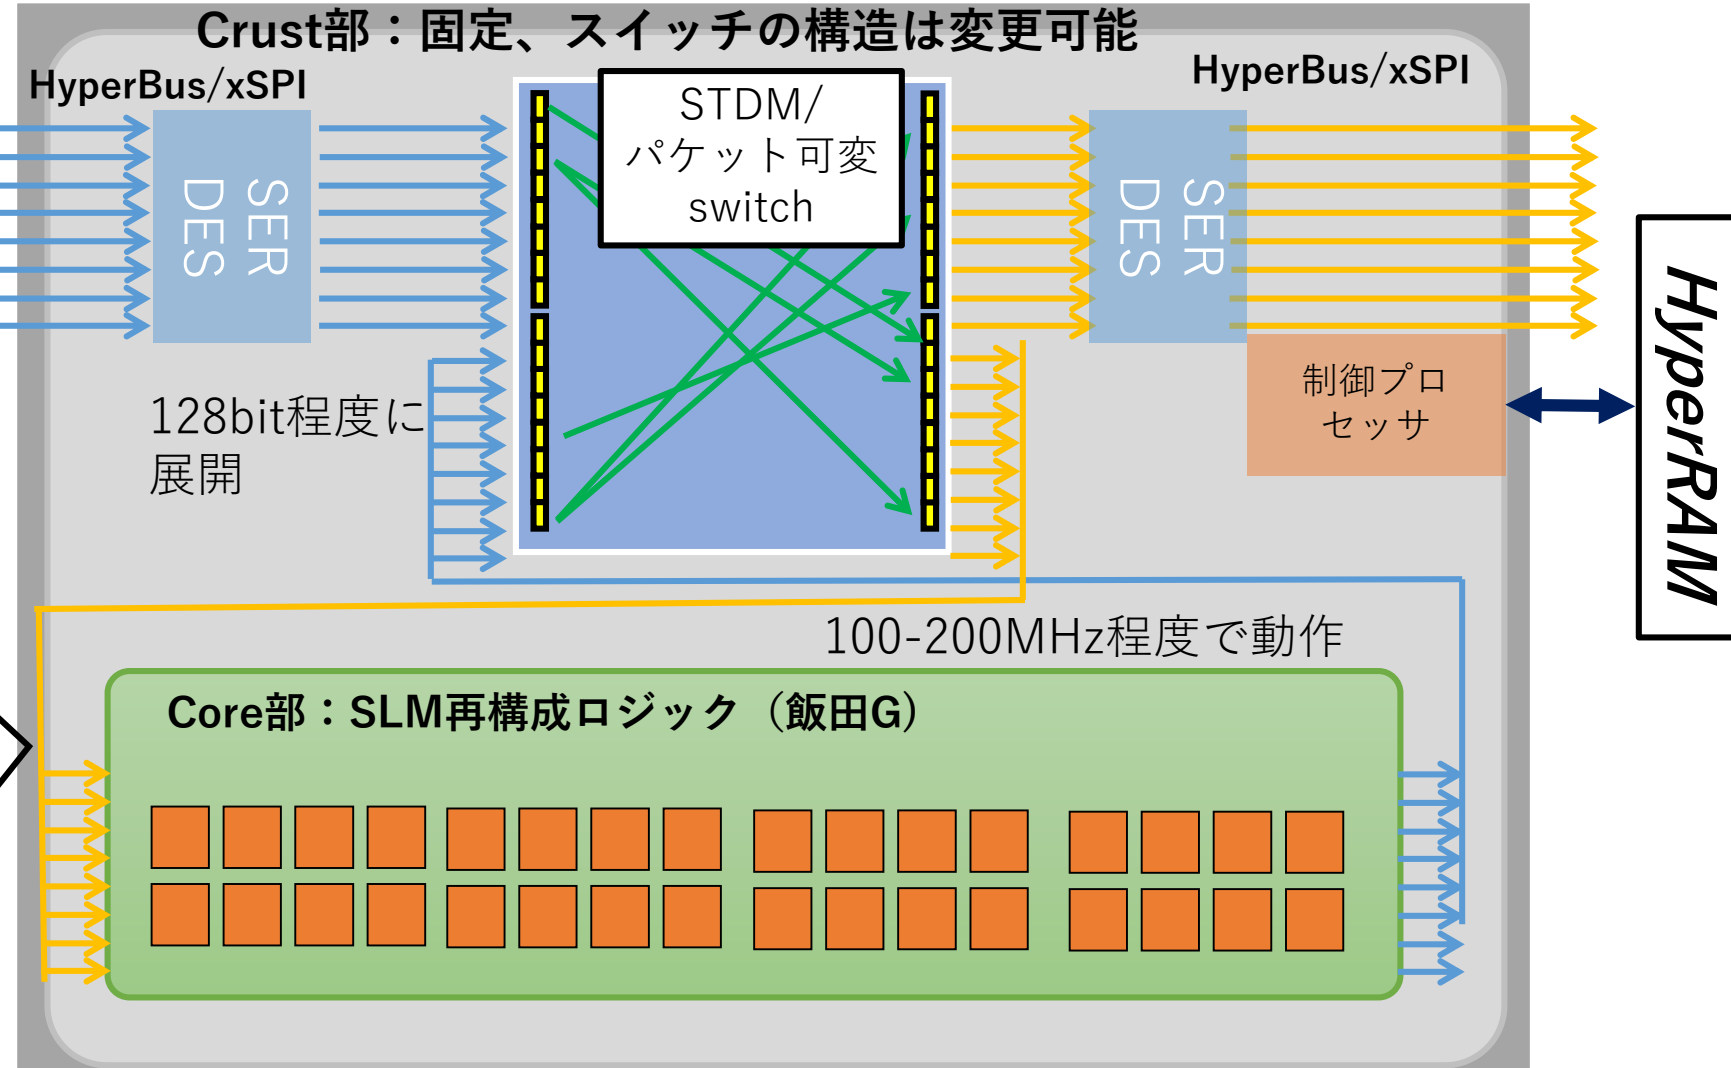 Crust部：固定、スイッチの構造は変更可能
HyperBus/xSPI
HyperBus/xSPI
STDM/
パケット可変
switch
SER
DES
SER
DES
制御プロ
セッサ
HyperRAM
128bit程度に
展開
100-200MHz程度で動作
Core部：SLM再構成ロジック（飯田G）